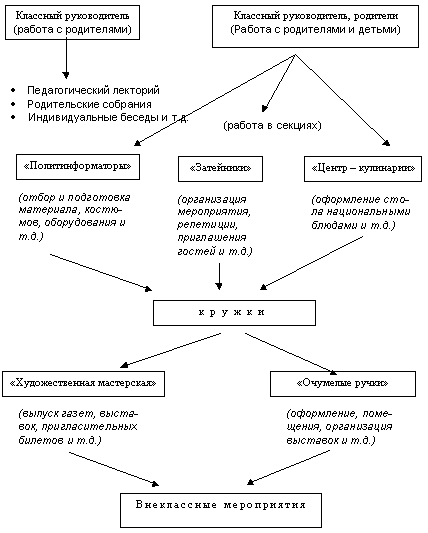 Классный руководитель
(работа с родителями)
Классный руководитель, родители
(Работа с родителями и детьми)
• Педагогический лекторий
• Родительские собрания
• Индивидуальные беседы и т.д.
(работа в секциях)
«Политинформаторы»
«Затейники»
«Центр – кулинарии»
(отбор и подготовка
материала, костю-
мов, оборудования и
т.д.)
(организация
мероприятия,
репетиции,
приглашения
гостей и т.д.)
(оформление сто-
ла национальными
блюдами и т.д.)
кружки
«Художественная мастерская»
«Очумелые ручки»
(выпуск газет, выста-
вок, пригласительных
билетов и т.д.)
(оформление, поме-
щения, организация
выставок и т.д.)
Внеклассные мероприятия